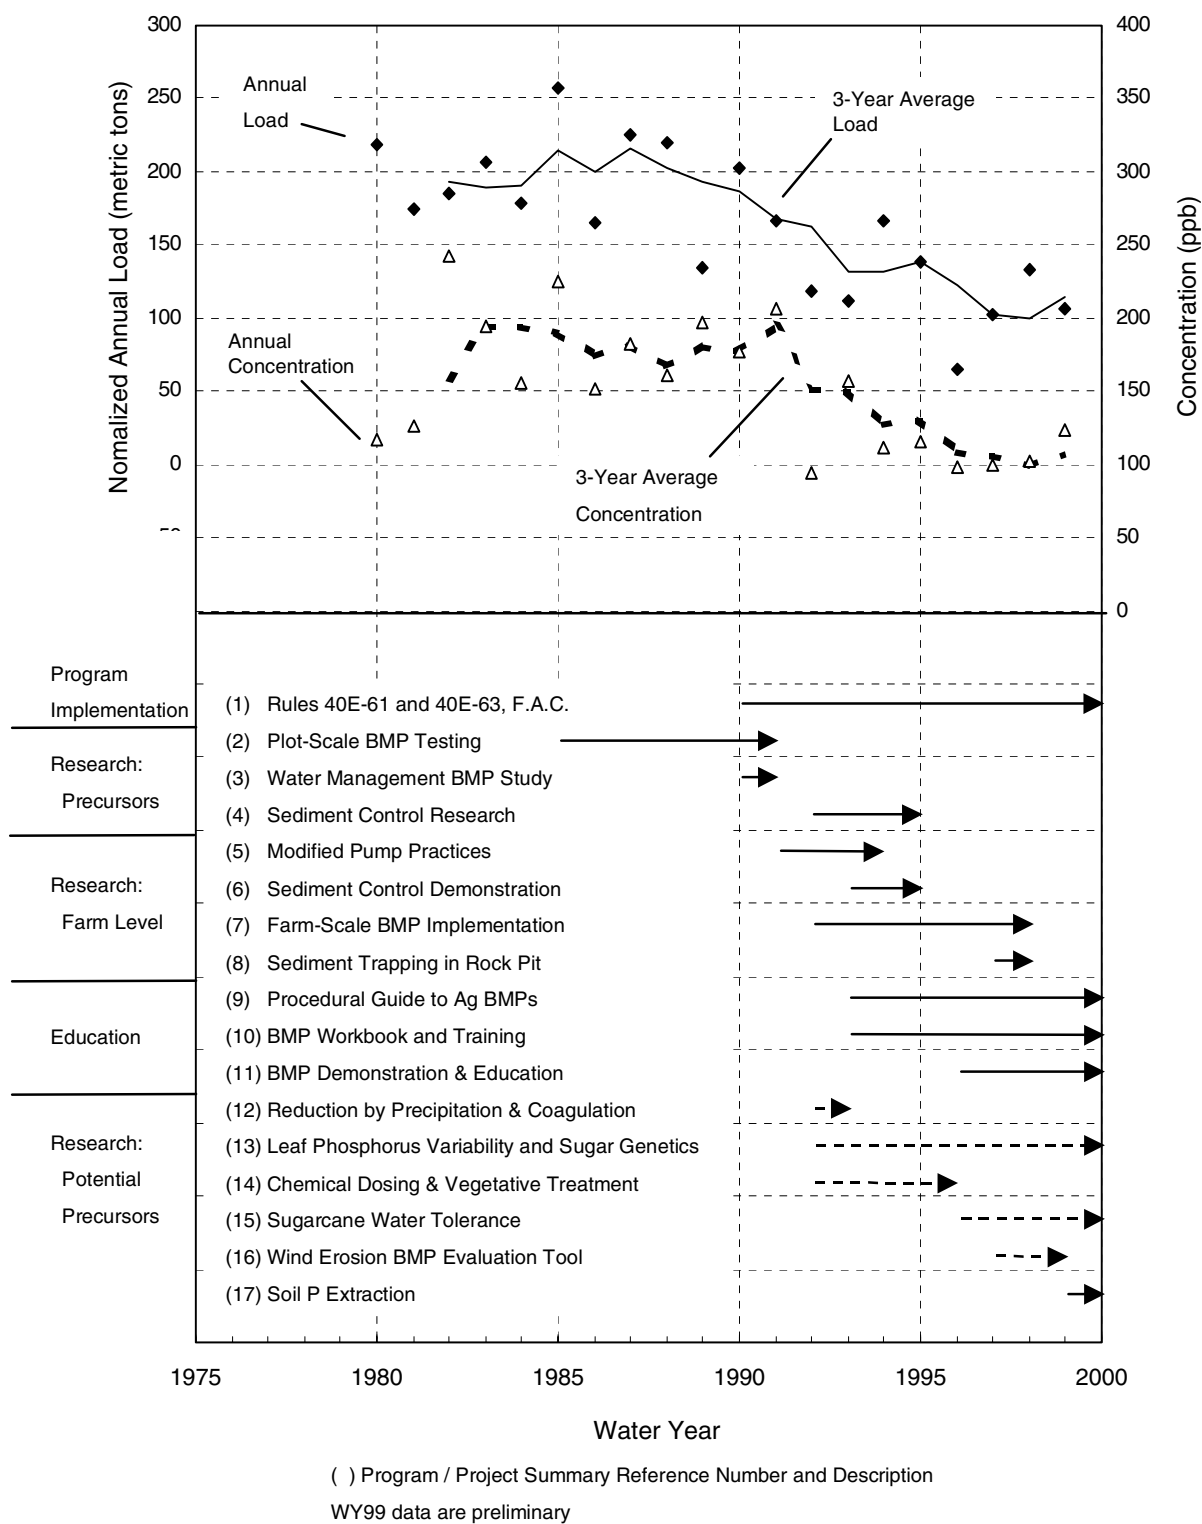 300
400
250
350
200
300
150
250
100
200
50
150
0
100
50
0
Nomalized Annual Load (metric tons)
Concentration (ppb)
Annual
Load
3-Year Average
Load
Annual
Concentration
3-Year Average
Concentration
Program
Implementation
(1) Rules 40E-61 and 40E-63, F.A.C.
Research:
Precursors
(2) Plot-Scale BMP Testing
(3) Water Management BMP Study
(4) Sediment Control Research
Research:
Farm Level
(5) Modified Pump Practices
(6) Sediment Control Demonstration
(7) Farm-Scale BMP Implementation
(8) Sediment Trapping in Rock Pit
Education
(9) Procedural Guide to Ag BMPs
(10) BMP Workbook and Training
(11) BMP Demonstration & Education
Research:
Potential
Precursors
(12) Reduction by Precipitation & Coagulation
(13) Leaf Phosphorus Variability and Sugar Genetics
(14) Chemical Dosing & Vegetative Treatment
(15) Sugarcane Water Tolerance
(16) Wind Erosion BMP Evaluation Tool
(17) Soil P Extraction
1975 1980 1985 1990 1995 2000
Water Year
( ) Program / Project Summary Reference Number and Description
WY99 data are preliminary